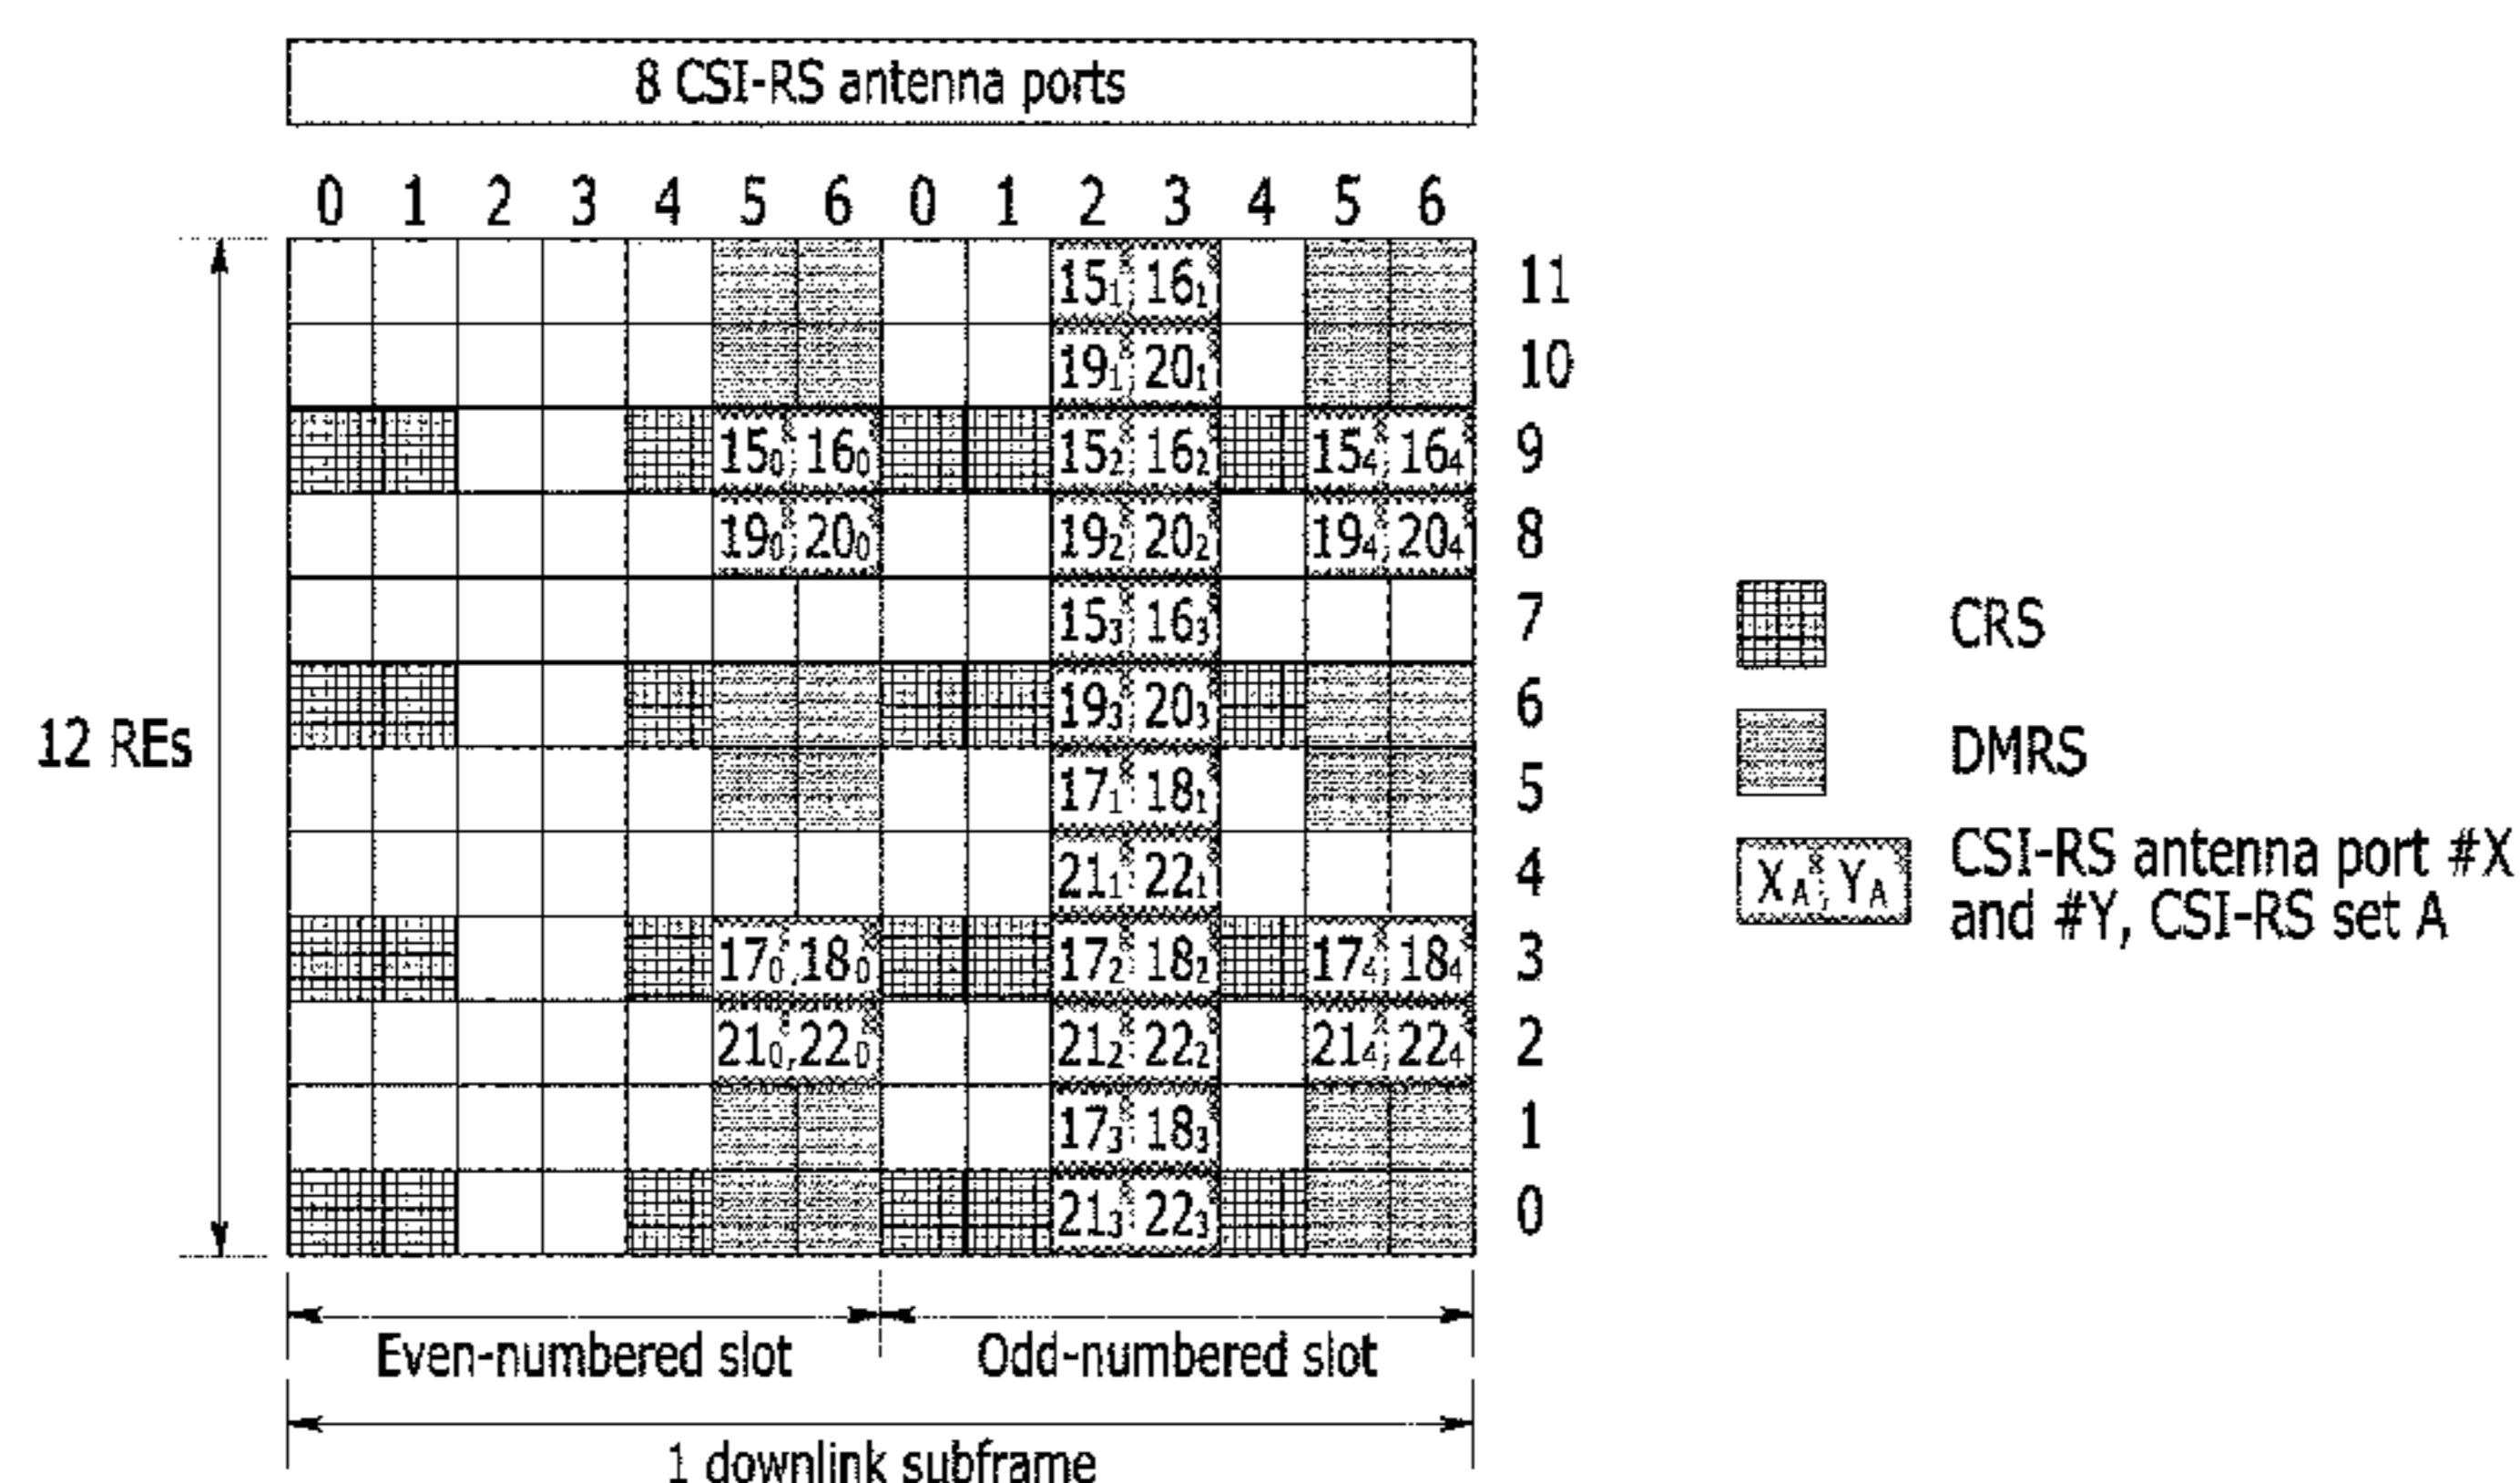 8 CSI-RS antenna ports
0 1 2 3 4 5 6 0 1 2 3 4 5 6
15₁, 16₁ 11
19₁, 20₁ 10
15₀, 16₀ 15₂, 16₂ 15₄, 16₄ 9
19₀, 20₀ 19₂, 20₂ 19₄, 20₄ 8
15₃, 16₃ 7
19₃, 20₃ 6
17₁, 18₁ 5
21₁, 22₁ 4
17₀, 18₀ 17₂, 18₂ 17₄, 18₄ 3
21₀, 22₀ 21₂, 22₂ 21₄, 22₄ 2
17₃, 18₃ 1
21₃, 22₃ 0
12 REs
Even-numbered slot Odd-numbered slot
1 downlink subframe
CRS
DMRS
X_A, Y_A CSI-RS antenna port #X
and #Y, CSI-RS set A